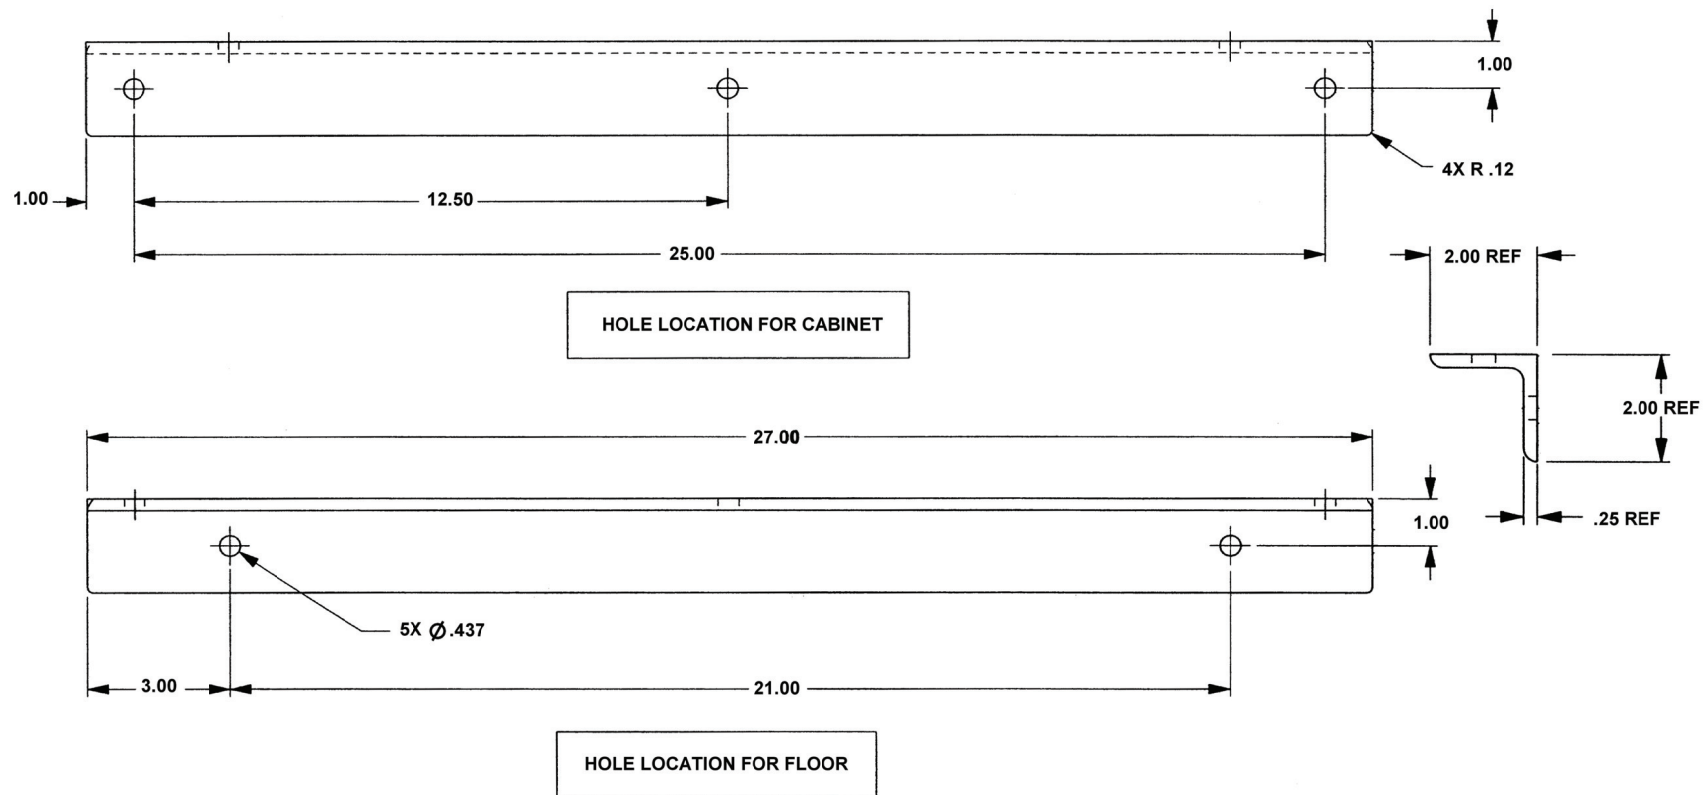 1.00
4X R .12
1.00
12.50
25.00
2.00 REF
HOLE LOCATION FOR CABINET
2.00 REF
27.00
1.00
.25 REF
5X Ø .437
3.00
21.00
HOLE LOCATION FOR FLOOR